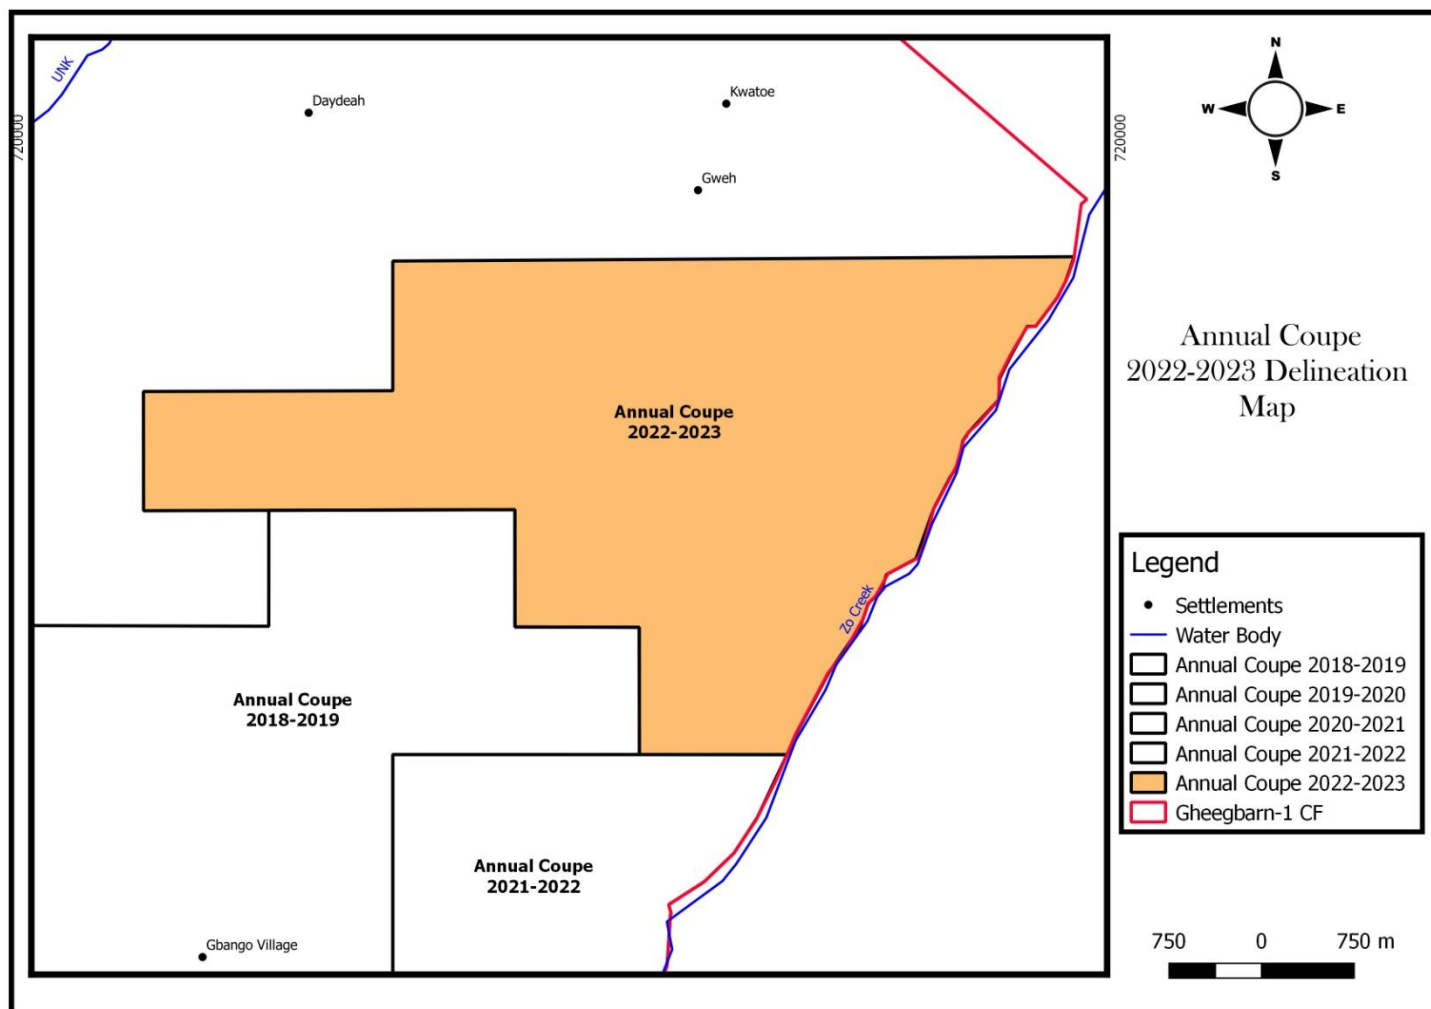 UNK
Daydeah
Kwatoe
Gweh
720000
720000
N
W
E
S
Annual Coupe
2022-2023 Delineation
Map
Annual Coupe
2022-2023
Zo Creek
Annual Coupe
2018-2019
Annual Coupe
2021-2022
Gbango Village
Legend
Settlements
Water Body
Annual Coupe 2018-2019
Annual Coupe 2019-2020
Annual Coupe 2020-2021
Annual Coupe 2021-2022
Annual Coupe 2022-2023
Gheegbarn-1 CF
750 0 750 m